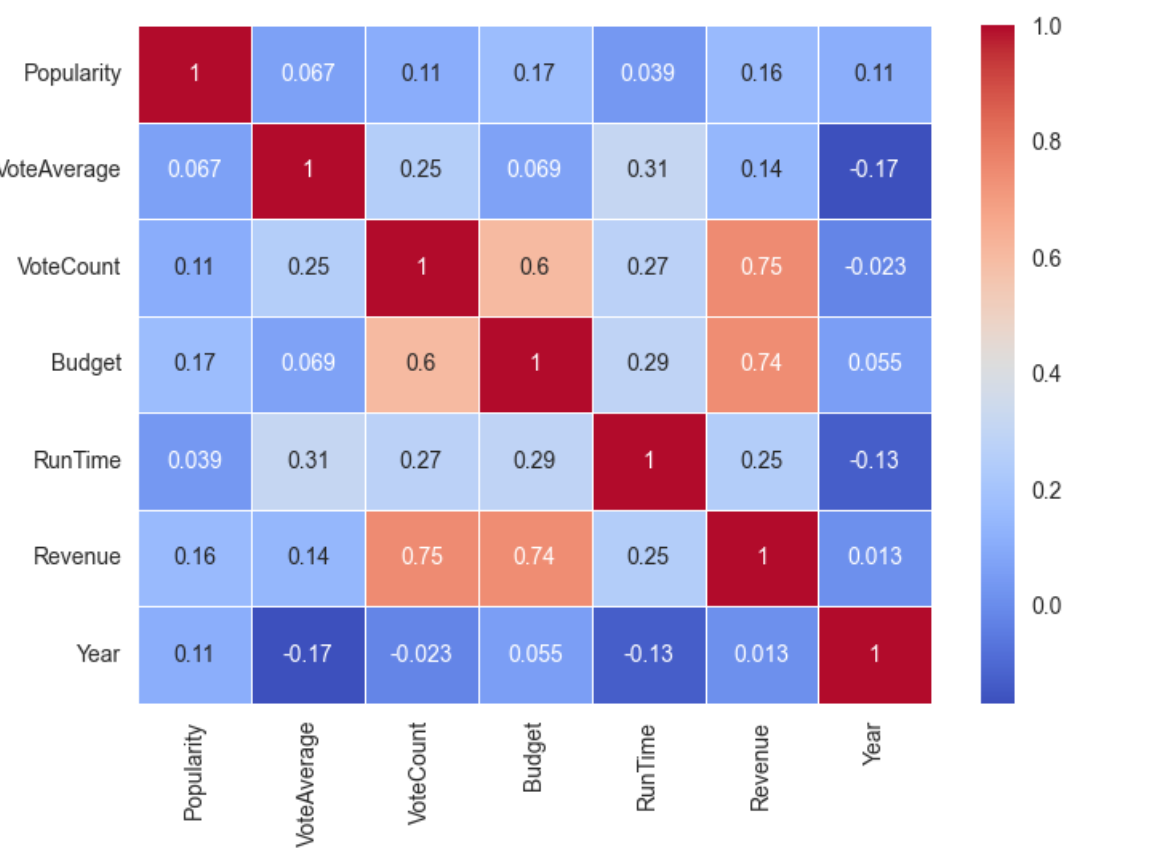 1.0
Popularity 1 0.067 0.11 0.17 0.039 0.16 0.11
0.8
VoteAverage 0.067 1 0.25 0.069 0.31 0.14 -0.17
VoteCount 0.11 0.25 1 0.6 0.27 0.75 -0.023
0.6
Budget 0.17 0.069 0.6 1 0.29 0.74 0.055
0.4
RunTime 0.039 0.31 0.27 0.29 1 0.25 -0.13
0.2
Revenue 0.16 0.14 0.75 0.74 0.25 1 0.013
0.0
Year 0.11 -0.17 -0.023 0.055 -0.13 0.013 1
Popularity
VoteAverage
VoteCount
Budget
RunTime
Revenue
Year